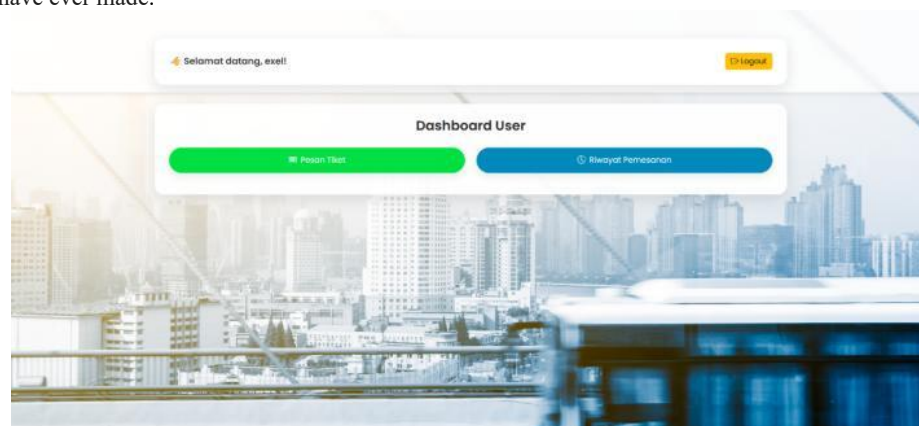 have ever made.
Selamat datang, exel!
Logout
Dashboard User
Pesan Tiket
Riwayat Pemesanan